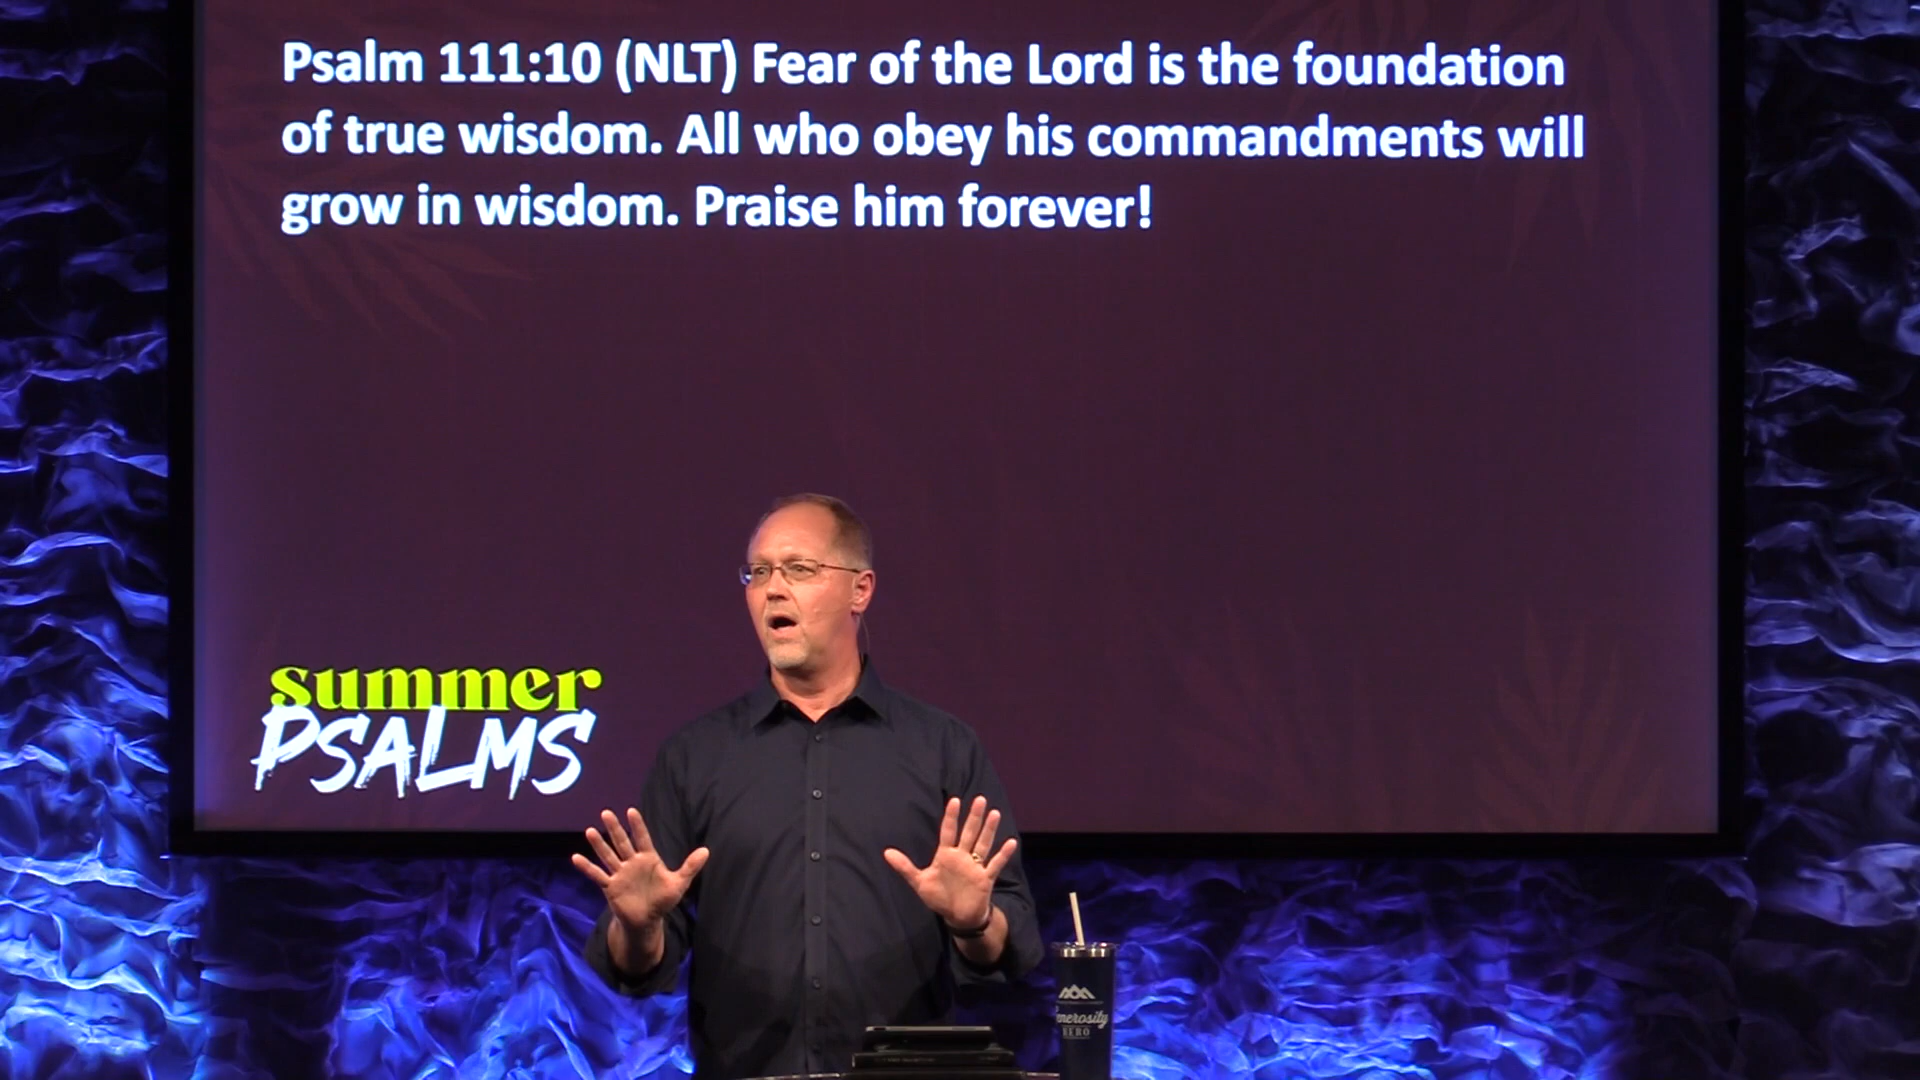 Psalm 111:10 (NLT) Fear of the Lord is the foundation
of true wisdom. All who obey his commandments will
grow in wisdom. Praise him forever!
summer
PSALMS
HERO